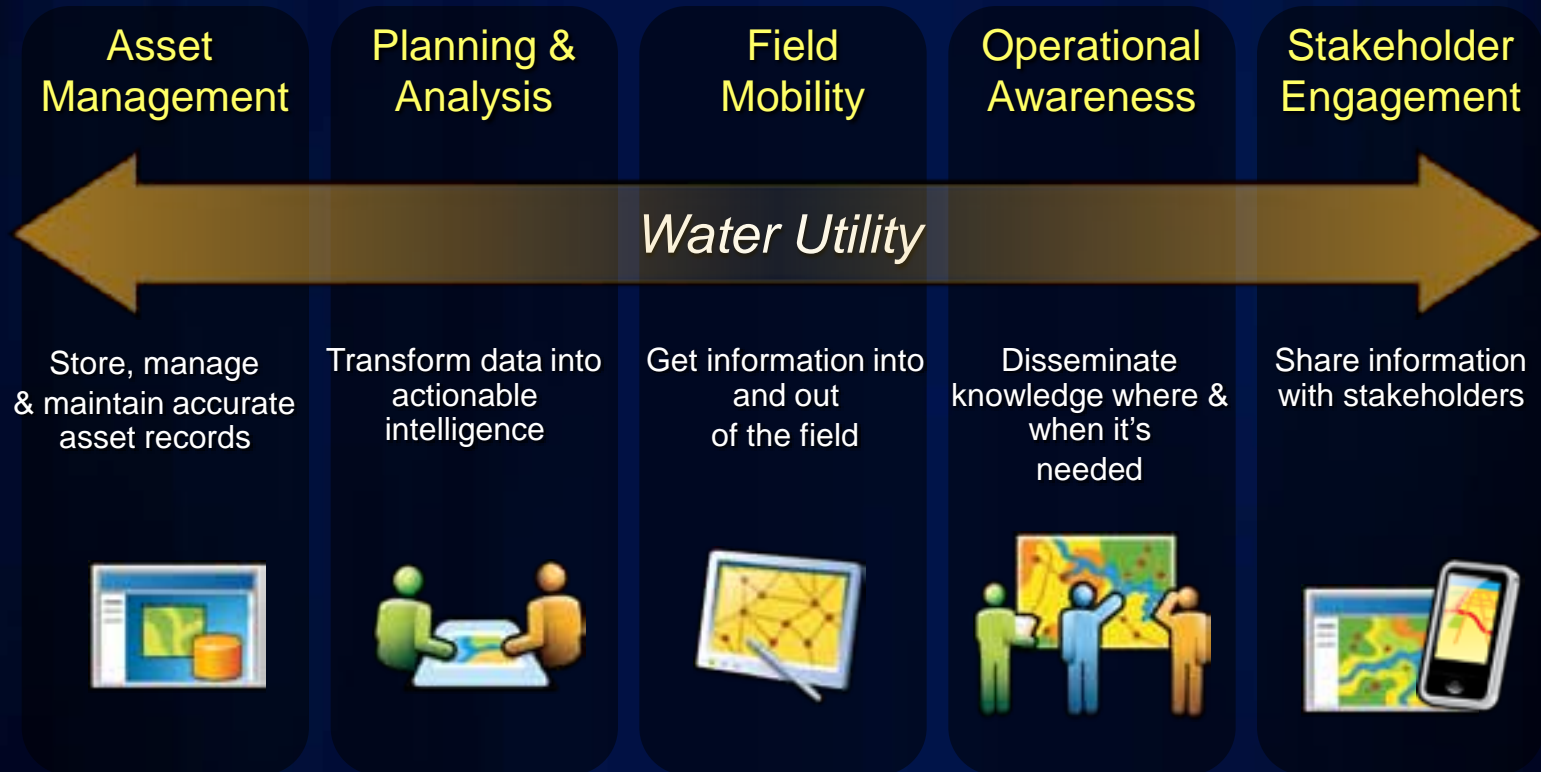 Asset
Management
Planning &
Analysis
Field
Mobility
Operational
Awareness
Stakeholder
Engagement
Water Utility
Store, manage
& maintain accurate
asset records
Transform data into
actionable
intelligence
Get information into
and out
of the field
Disseminate
knowledge where &
when it's
needed
Share information
with stakeholders